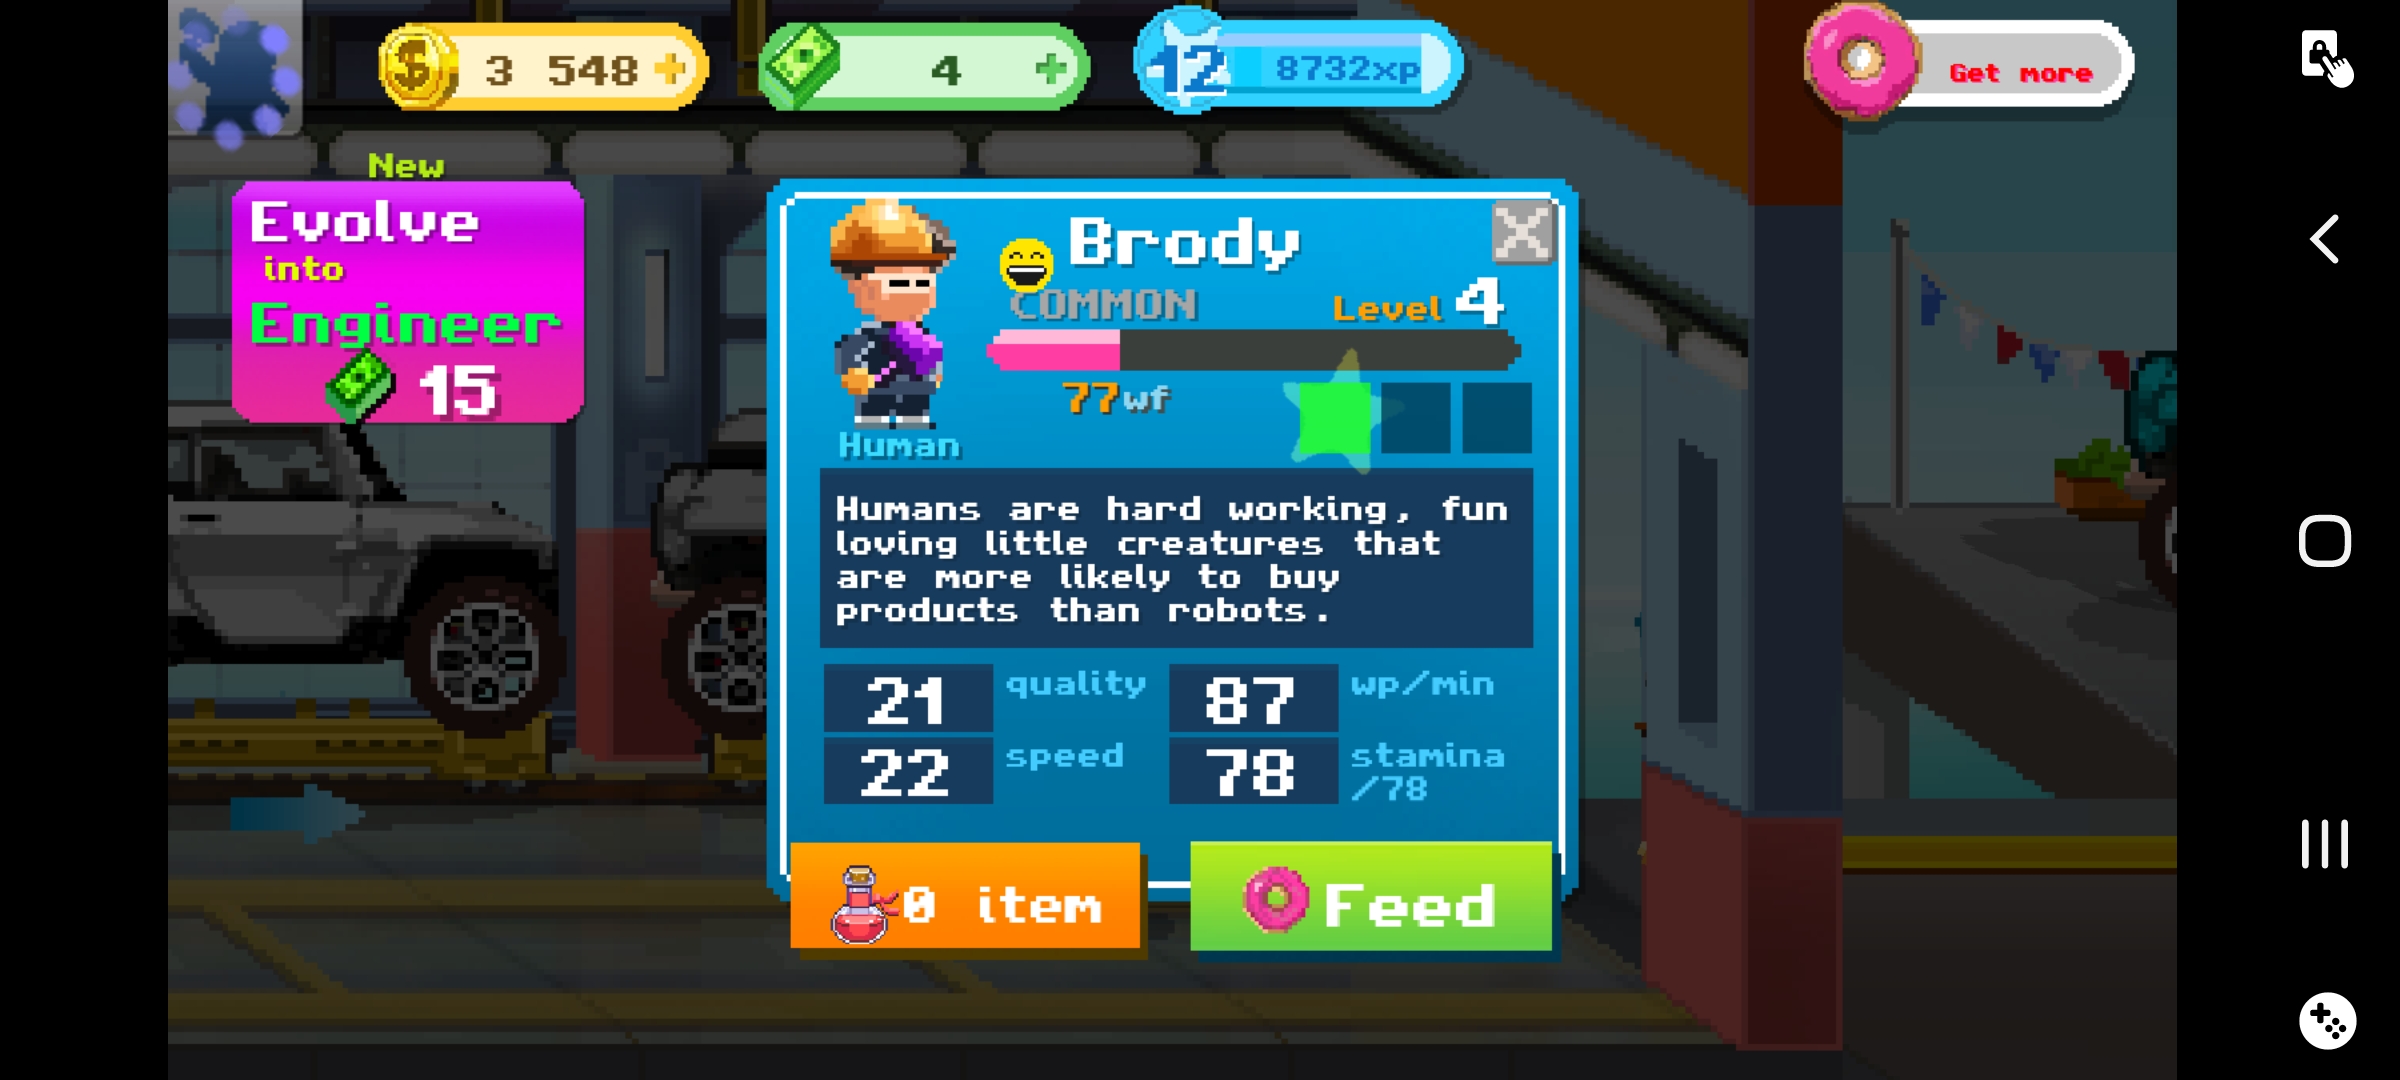 3 548
4
12 8732xp
Get more
New
Evolve
into
Engineer
15
Brody
COMMON
Level 4
77wf
Human
Humans are hard working, fun
loving little creatures that
are more likely to buy
products than robots.
21 quality
87 wp/min
22 speed
78 stamina
/78
0 item
Feed